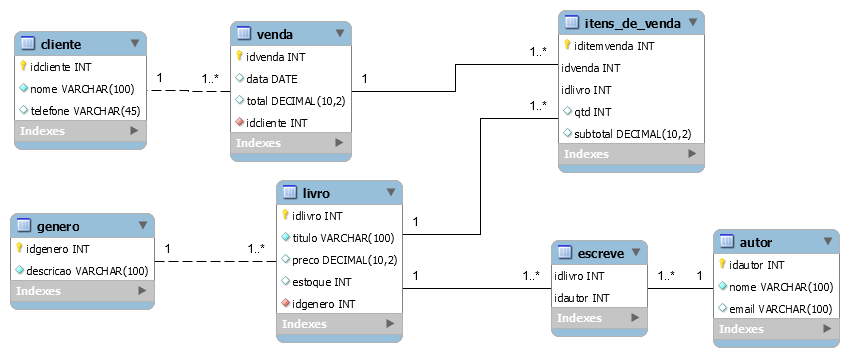 cliente
idcliente INT
nome VARCHAR(100)
telefone VARCHAR(45)
Indexes
1
1..*
venda
idvenda INT
data DATE
total DECIMAL(10,2)
idcliente INT
Indexes
1
1..*
itens_de_venda
iditemvenda INT
idvenda INT
idlivro INT
qtd INT
subtotal DECIMAL(10,2)
Indexes
1..*
genero
idgenero INT
descricao VARCHAR(100)
Indexes
1
1..*
livro
idlivro INT
titulo VARCHAR(100)
preco DECIMAL(10,2)
estoque INT
idgenero INT
Indexes
1
1
1..*
escreve
idlivro INT
idautor INT
Indexes
1..*
1
autor
idautor INT
nome VARCHAR(100)
email VARCHAR(100)
Indexes